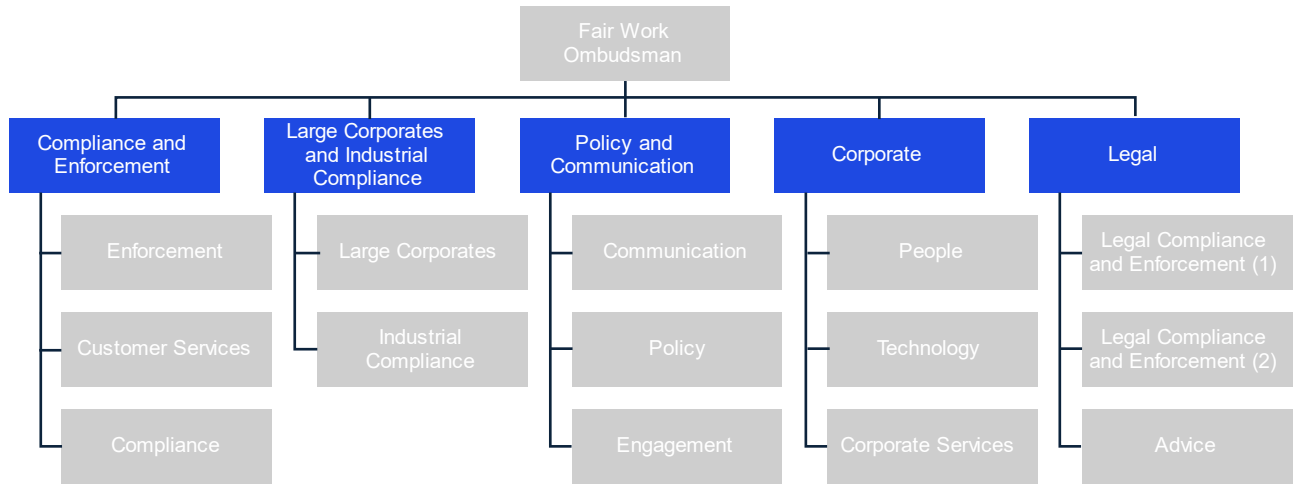 Fair Work
Ombudsman
Compliance and
Enforcement
Large Corporates
and Industrial
Compliance
Policy and
Communication
Corporate
Legal
Enforcement
Customer Services
Compliance
Large Corporates
Industrial
Compliance
Communication
Policy
Engagement
People
Technology
Corporate Services
Legal Compliance
and Enforcement (1)
Legal Compliance
and Enforcement (2)
Advice